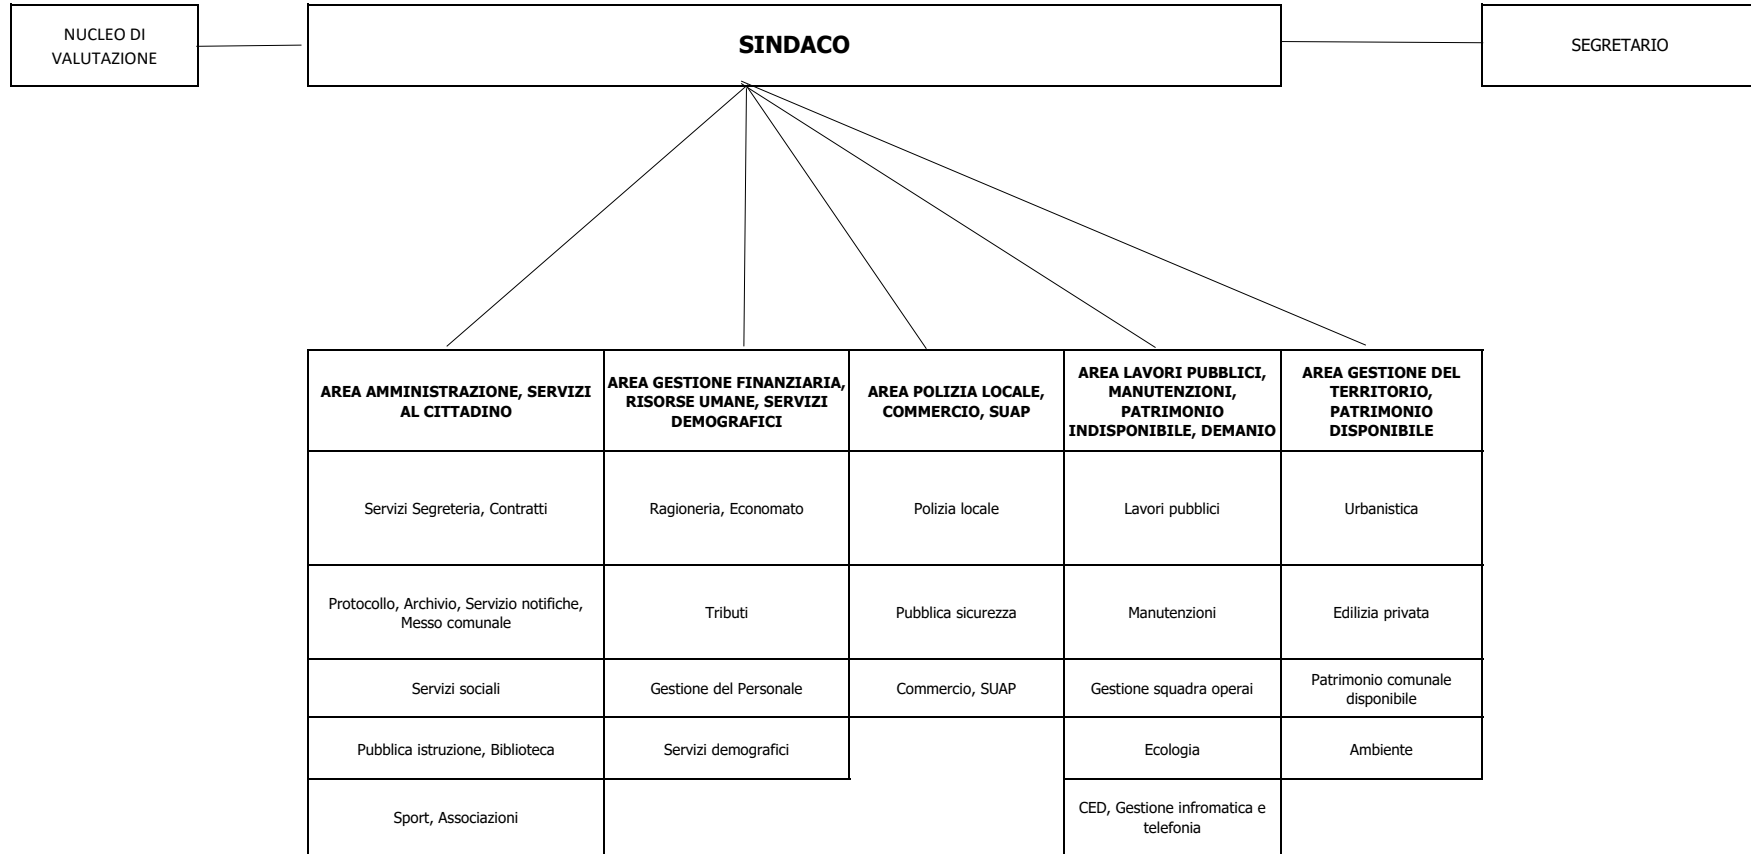 NUCLEO DI
VALUTAZIONE
SINDACO
SEGRETARIO
AREA AMMINISTRAZIONE, SERVIZI
AL CITTADINO
AREA GESTIONE FINANZIARIA,
RISORSE UMANE, SERVIZI
DEMOGRAFICI
AREA POLIZIA LOCALE,
COMMERCIO, SUAP
AREA LAVORI PUBBLICI,
MANUTENZIONI,
PATRIMONIO
INDISPONIBILE, DEMANIO
AREA GESTIONE DEL
TERRITORIO,
PATRIMONIO
DISPONIBILE
Servizi Segreteria, Contratti
Ragioneria, Economato
Polizia locale
Lavori pubblici
Urbanistica
Protocollo, Archivio, Servizio notifiche,
Messo comunale
Tributi
Pubblica sicurezza
Manutenzioni
Edilizia privata
Servizi sociali
Gestione del Personale
Commercio, SUAP
Gestione squadra operai
Patrimonio comunale
disponibile
Pubblica istruzione, Biblioteca
Servizi demografici
Ecologia
Ambiente
Sport, Associazioni
CED, Gestione infromatica e
telefonia